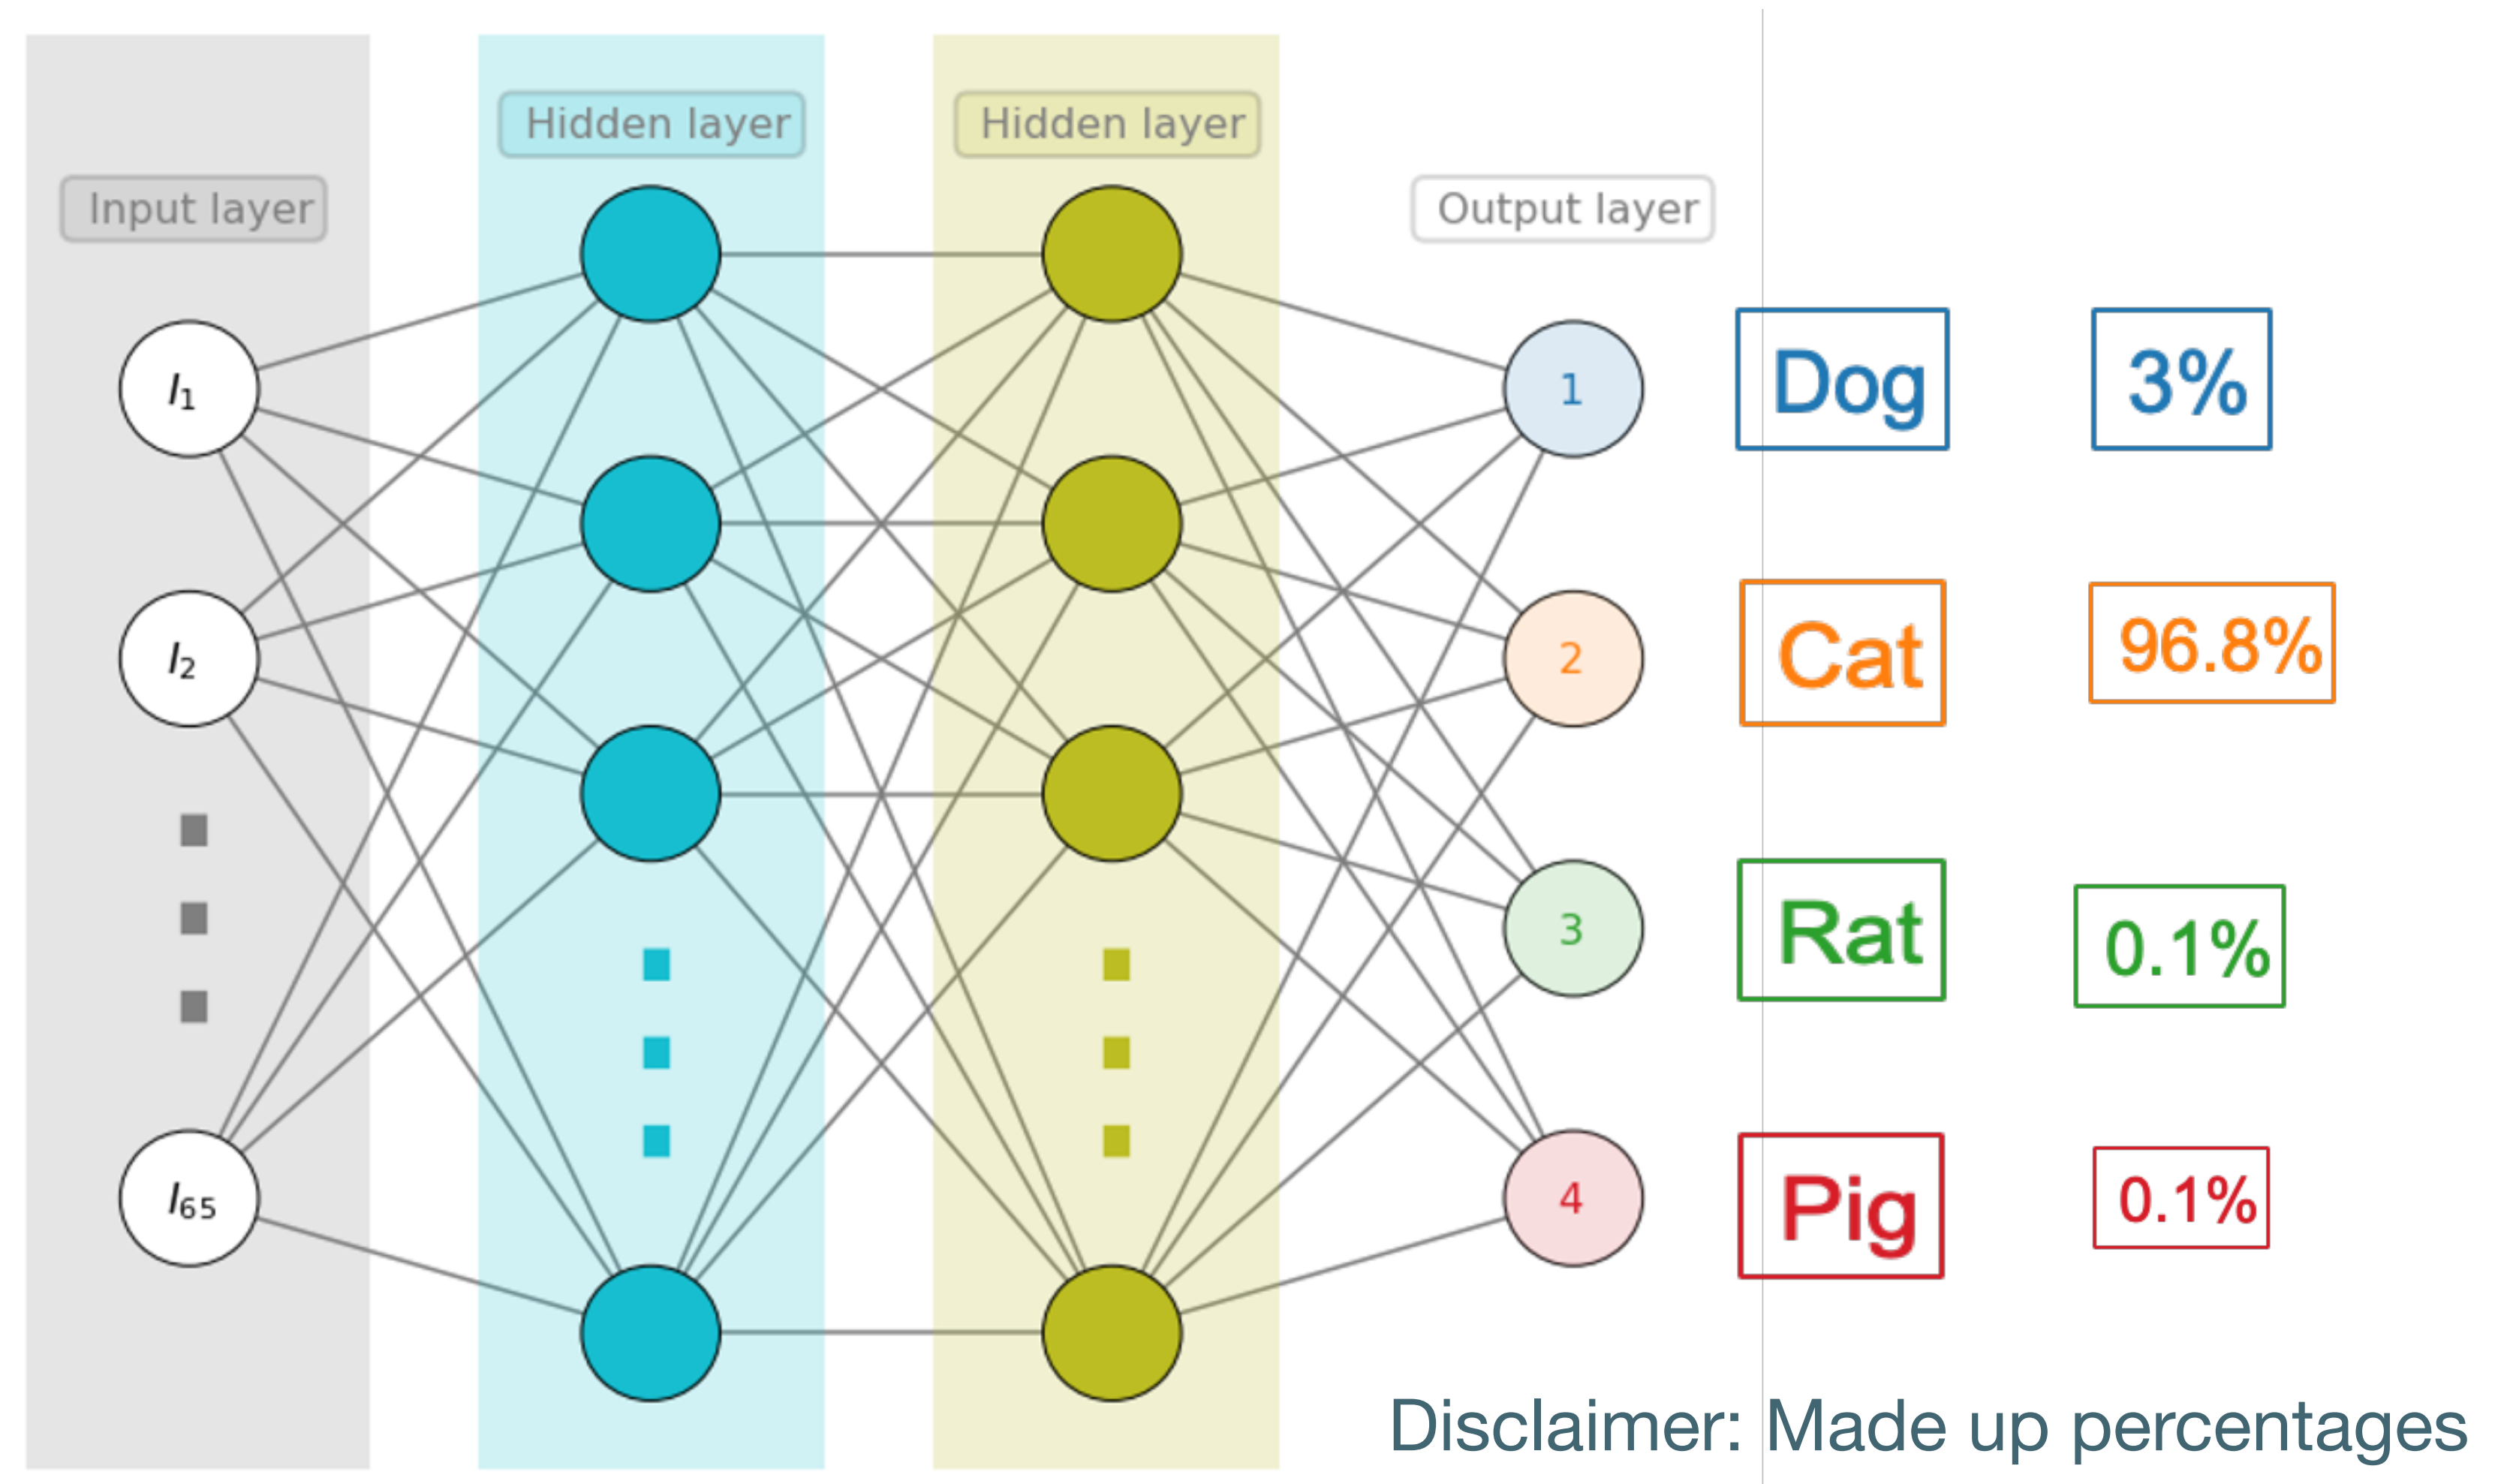 Hidden layer
Hidden layer
Input layer
Output layer
I₁
1
Dog
3%
I₂
2
Cat
96.8%
3
Rat
0.1%
I₆₅
4
Pig
0.1%
Disclaimer: Made up percentages